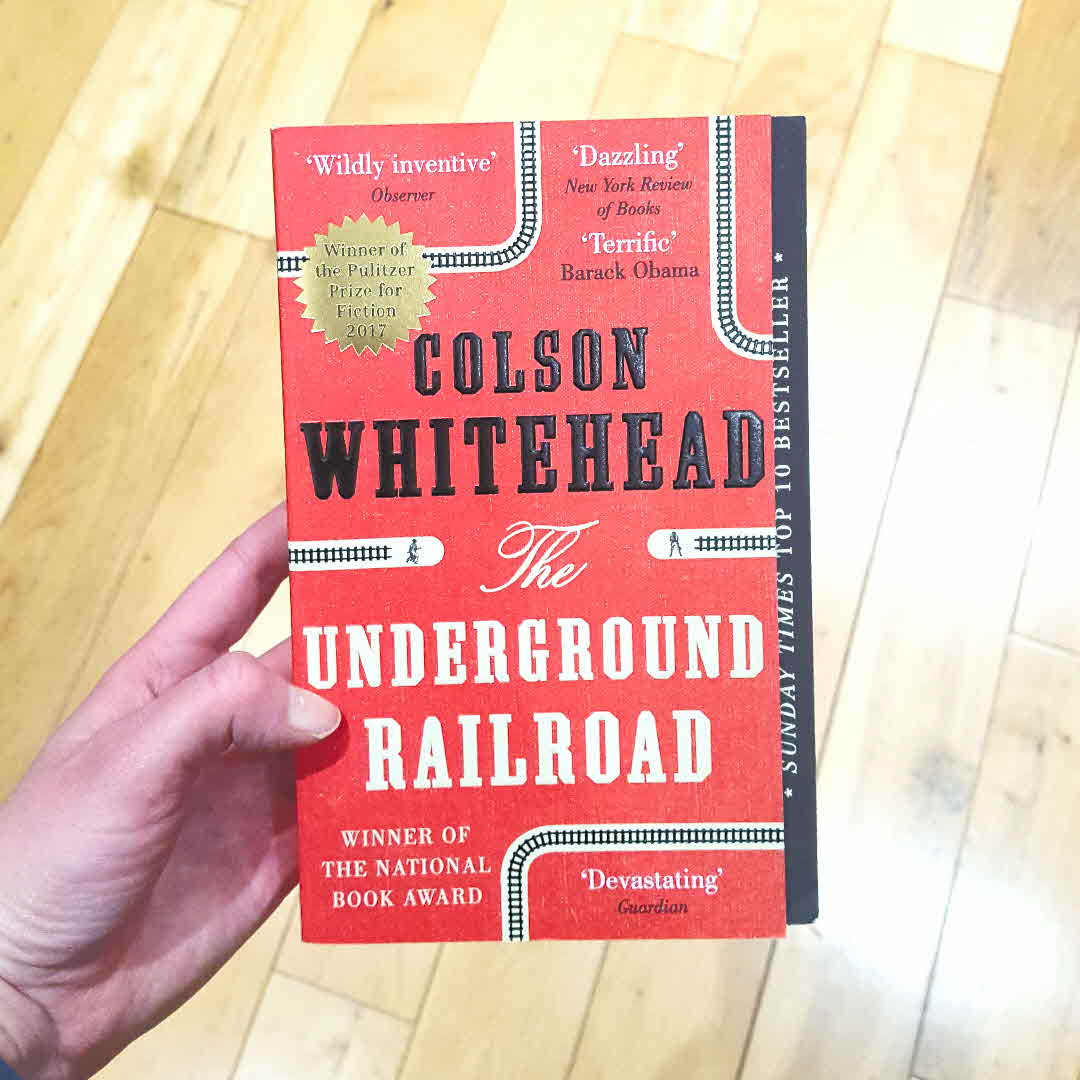 ‘Wildly inventive’
Observer
‘Dazzling’
New York Review
of Books
‘Terrific’
Barack Obama
Winner of
the Pulitzer
Prize for
Fiction
2017
COLSON
WHITEHEAD
The
UNDERGROUND
RAILROAD
WINNER OF
THE NATIONAL
BOOK AWARD
‘Devastating’
Guardian
* SUNDAY TIMES TOP 10 BESTSELLER *